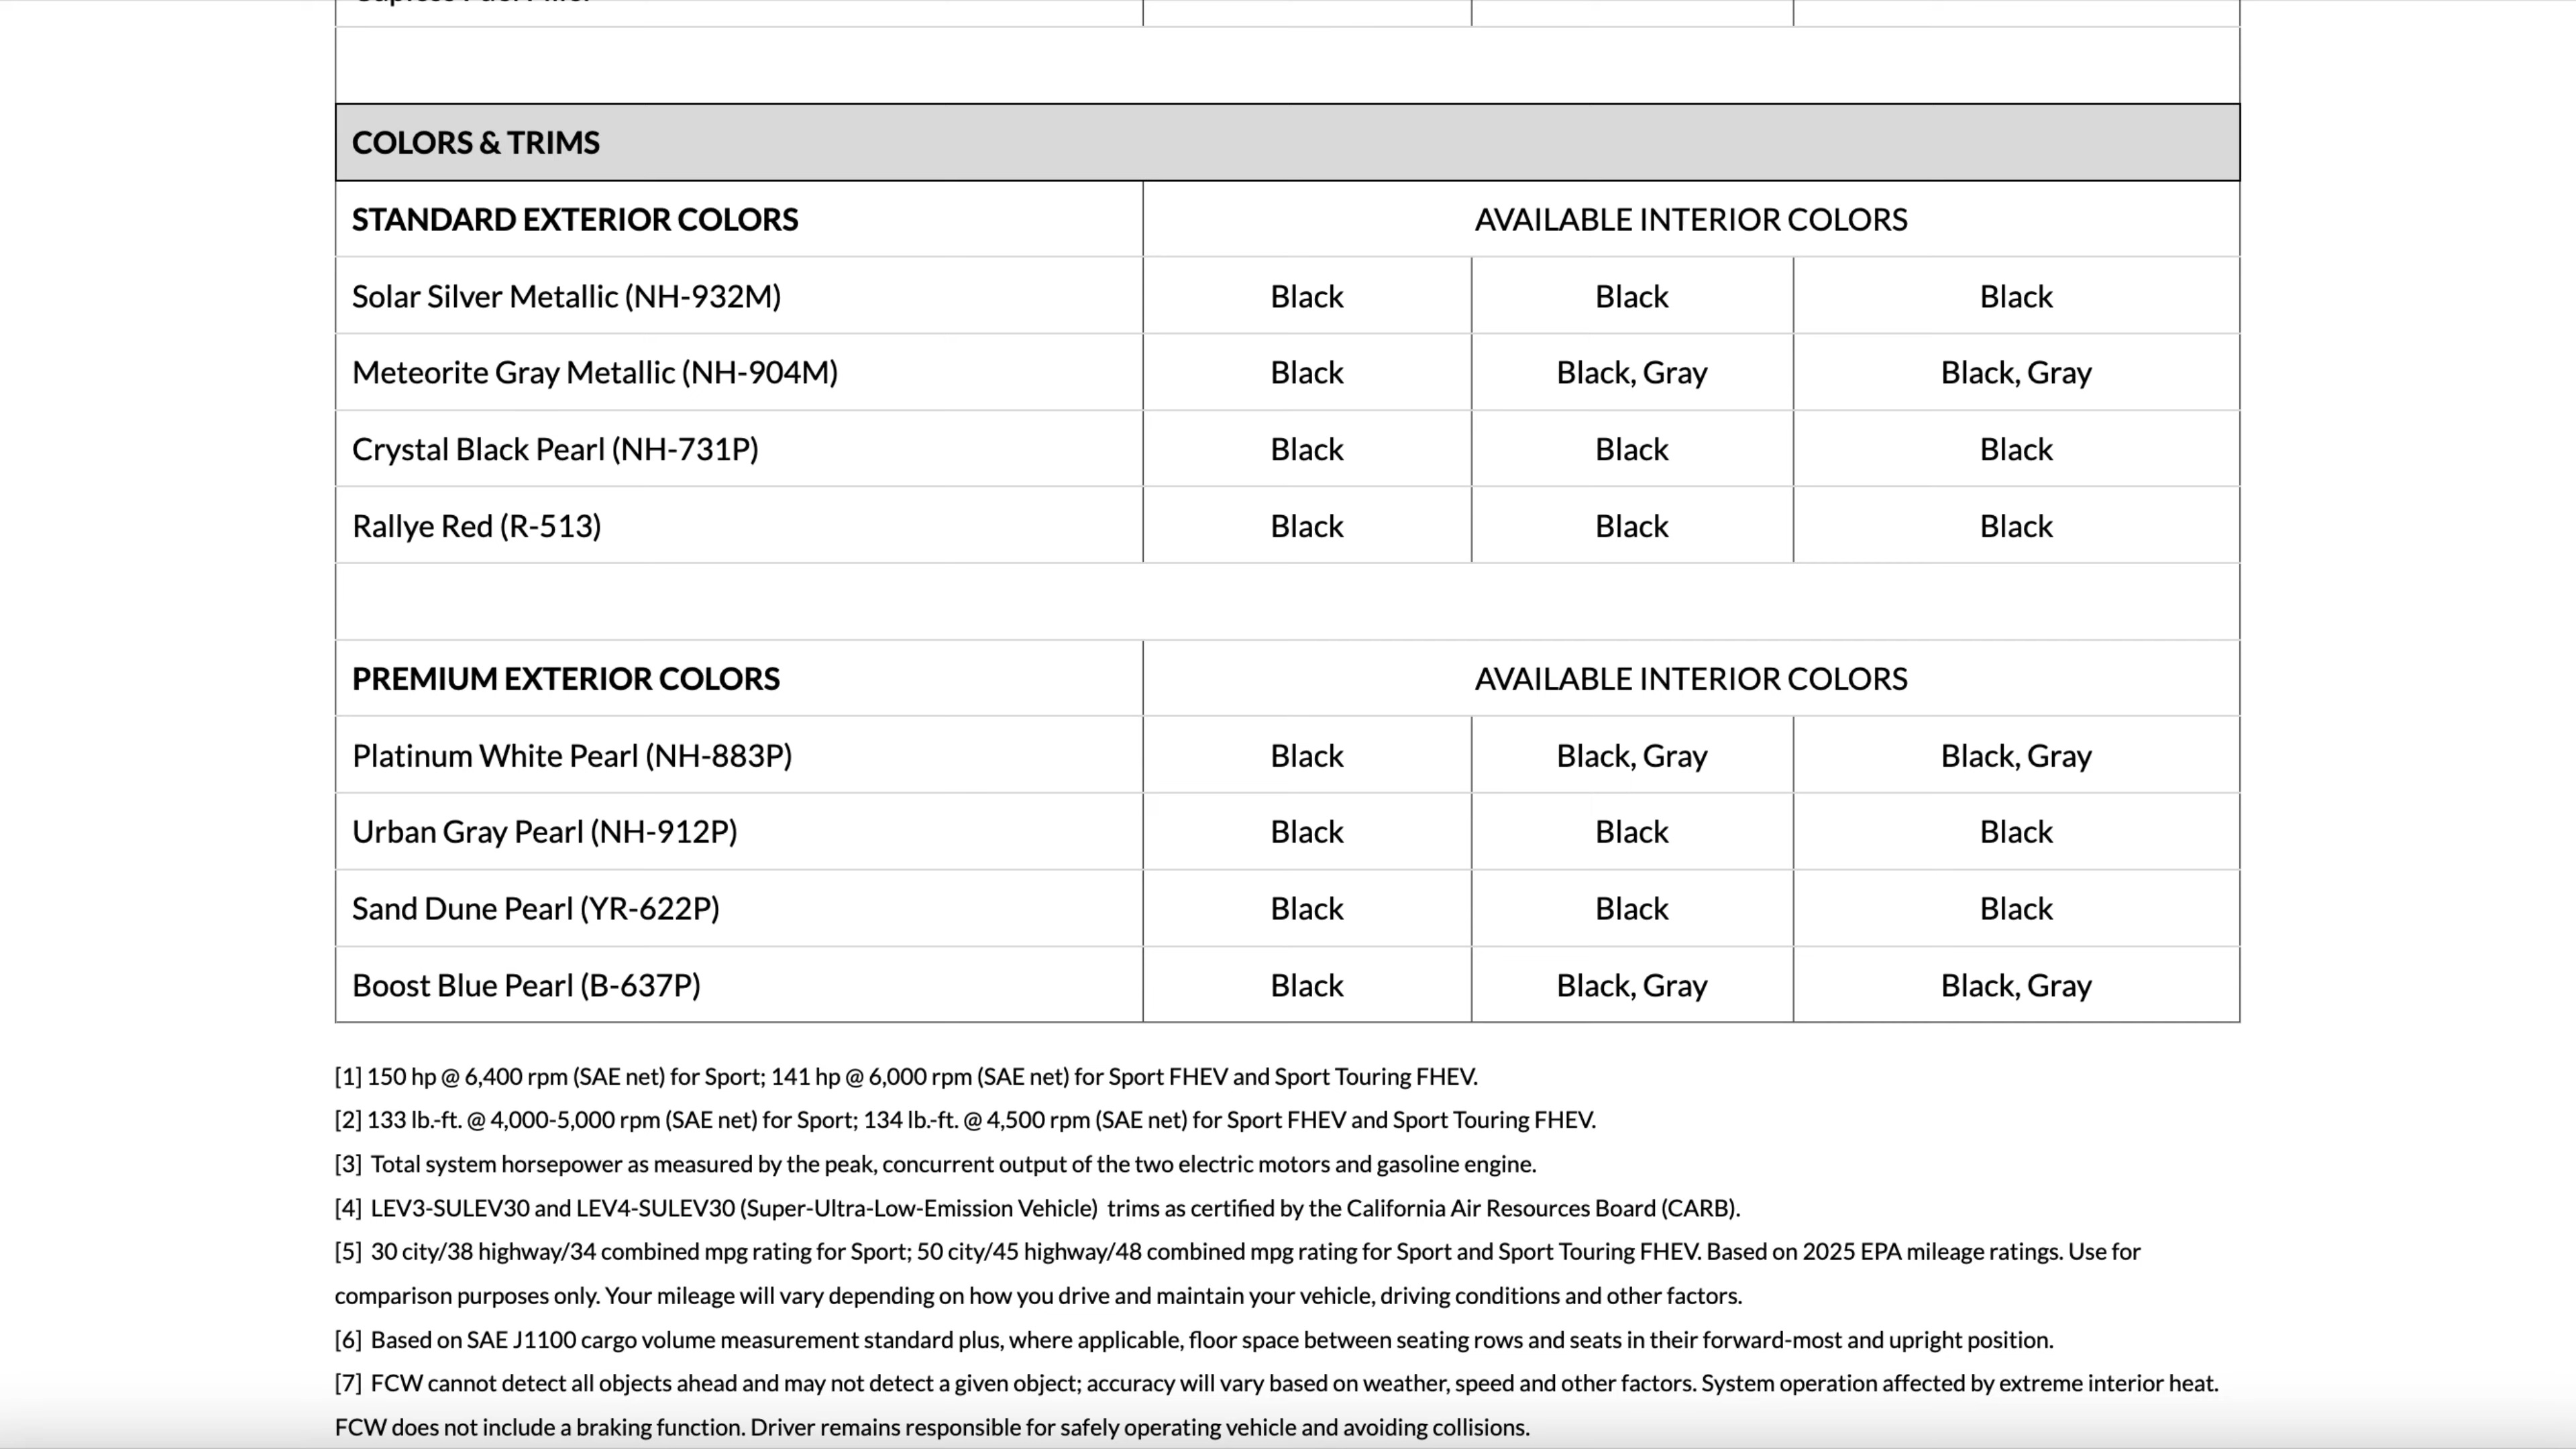 COLORS & TRIMS
STANDARD EXTERIOR COLORS AVAILABLE INTERIOR COLORS
Solar Silver Metallic (NH-932M) Black Black Black
Meteorite Gray Metallic (NH-904M) Black Black, Gray Black, Gray
Crystal Black Pearl (NH-731P) Black Black Black
Rallye Red (R-513) Black Black Black
PREMIUM EXTERIOR COLORS AVAILABLE INTERIOR COLORS
Platinum White Pearl (NH-883P) Black Black, Gray Black, Gray
Urban Gray Pearl (NH-912P) Black Black Black
Sand Dune Pearl (YR-622P) Black Black Black
Boost Blue Pearl (B-637P) Black Black, Gray Black, Gray
[1] 150 hp @ 6,400 rpm (SAE net) for Sport; 141 hp @ 6,000 rpm (SAE net) for Sport FHEV and Sport Touring FHEV.
[2] 133 lb.-ft. @ 4,000-5,000 rpm (SAE net) for Sport; 134 lb.-ft. @ 4,500 rpm (SAE net) for Sport FHEV and Sport Touring FHEV.
[3] Total system horsepower as measured by the peak, concurrent output of the two electric motors and gasoline engine.
[4] LEV3-SULEV30 and LEV4-SULEV30 (Super-Ultra-Low-Emission Vehicle) trims as certified by the California Air Resources Board (CARB).
[5] 30 city/38 highway/34 combined mpg rating for Sport; 50 city/45 highway/48 combined mpg rating for Sport and Sport Touring FHEV. Based on 2025 EPA mileage ratings. Use for
comparison purposes only. Your mileage will vary depending on how you drive and maintain your vehicle, driving conditions and other factors.
[6] Based on SAE J1100 cargo volume measurement standard plus, where applicable, floor space between seating rows and seats in their forward-most and upright position.
[7] FCW cannot detect all objects ahead and may not detect a given object; accuracy will vary based on weather, speed and other factors. System operation affected by extreme interior heat.
FCW does not include a braking function. Driver remains responsible for safely operating vehicle and avoiding collisions.